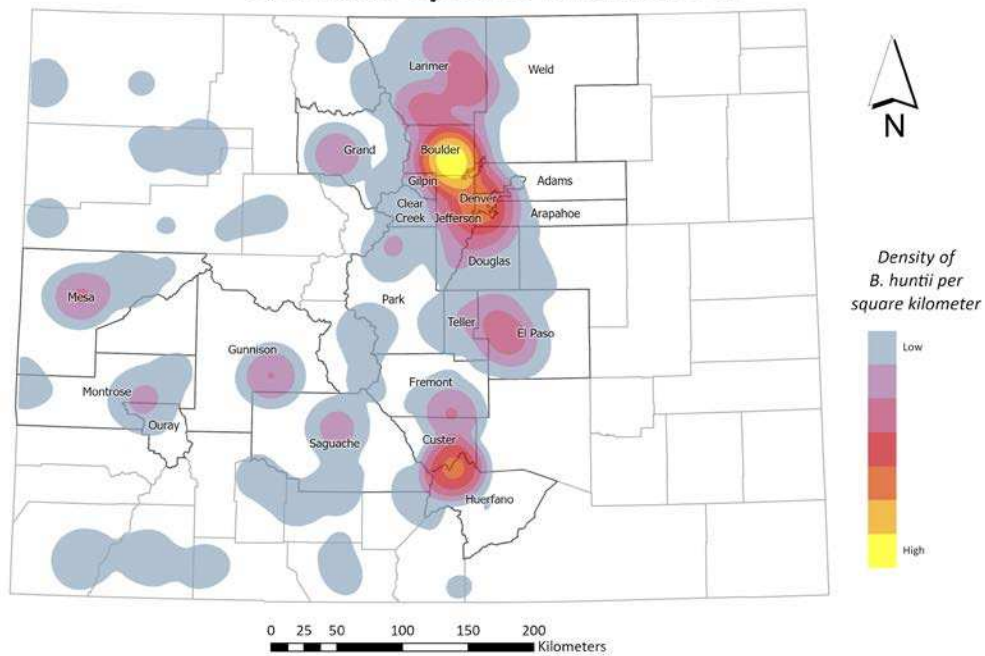 Larimer
Weld
N
Grand
Boulder
Gilpin
Adams
Clear
Creek
Denver
Jefferson
Arapahoe
Douglas
Mesa
Park
Teller
El Paso
Gunnison
Montrose
Fremont
Ouray
Saguache
Custer
Huerfano
Density of
B. huntii per
square kilometer
Low
High
0 25 50 100 150 200
Kilometers